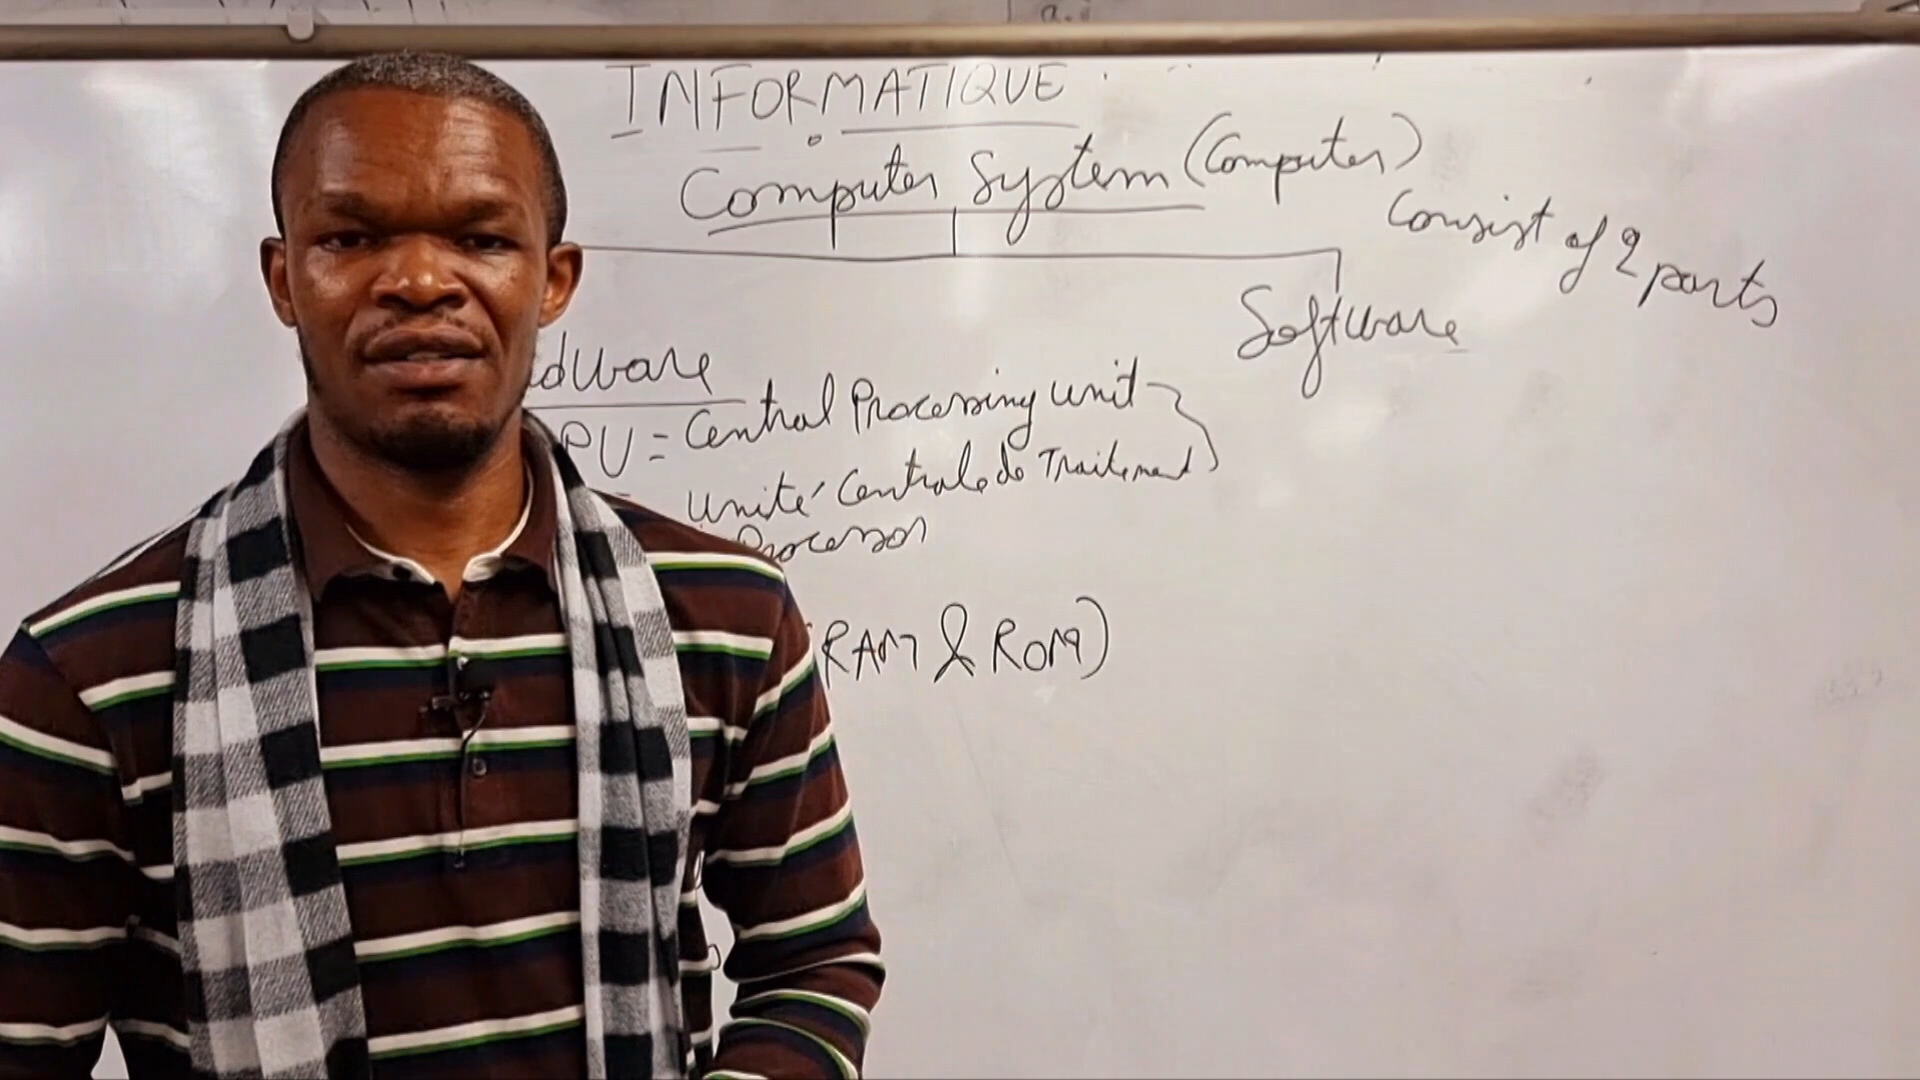 INFORMATIQUE
Computer System (Computer)
Consist of 2 parts
Software
dware
PU = Central Processing unit
Unité Centrale de Traitement
Processor
(RAM & ROM)